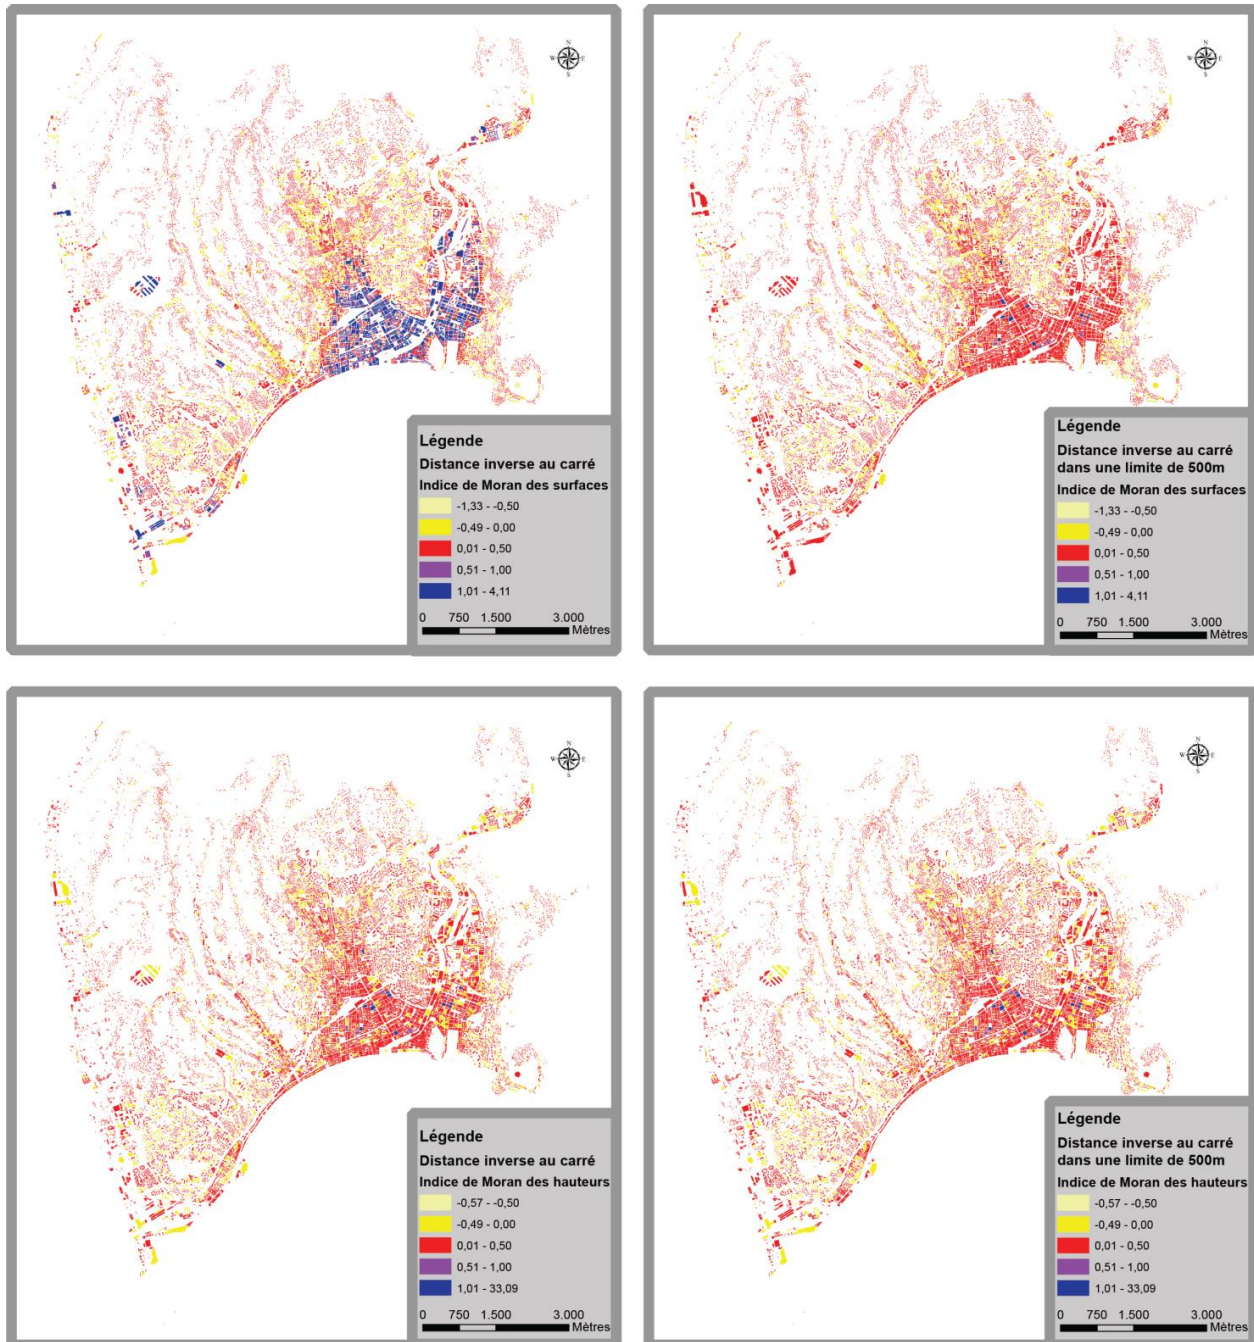 N
W E
S
Légende
Distance inverse au carré
Indice de Moran des surfaces
-1,33 - -0,50
-0,49 - 0,00
0,01 - 0,50
0,51 - 1,00
1,01 - 4,11
0 750 1.500 3.000
Mètres
N
W E
S
Légende
Distance inverse au carré
dans une limite de 500m
Indice de Moran des surfaces
-1,33 - -0,50
-0,49 - 0,00
0,01 - 0,50
0,51 - 1,00
1,01 - 4,11
0 750 1.500 3.000
Mètres
N
W E
S
Légende
Distance inverse au carré
Indice de Moran des hauteurs
-0,57 - -0,50
-0,49 - 0,00
0,01 - 0,50
0,51 - 1,00
1,01 - 33,09
0 750 1.500 3.000
Mètres
N
W E
S
Légende
Distance inverse au carré
dans une limite de 500m
Indice de Moran des hauteurs
-0,57 - -0,50
-0,49 - 0,00
0,01 - 0,50
0,51 - 1,00
1,01 - 33,09
0 750 1.500 3.000
Mètres